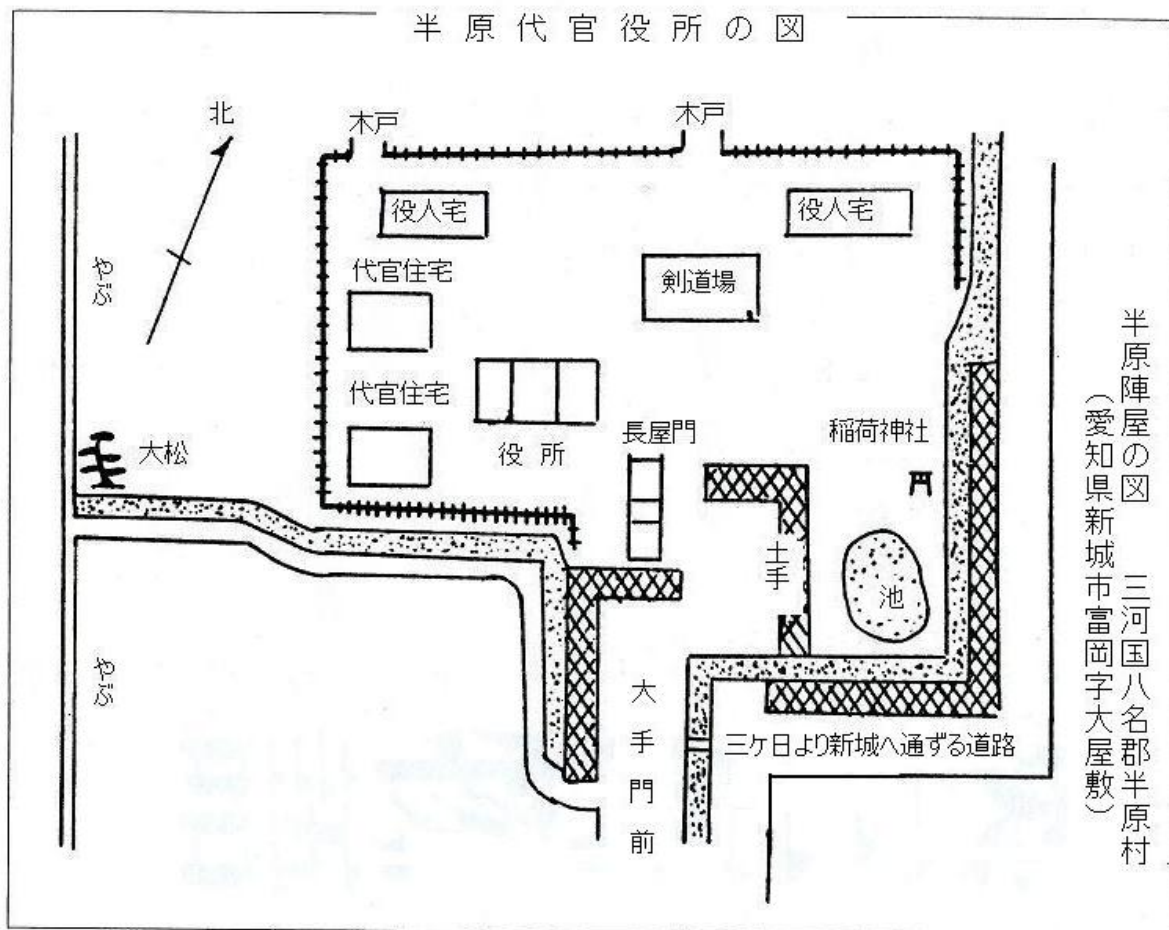 半原代官役所の図
北
木戸
木戸
役人宅
役人宅
やぶ
代官住宅
剣道場
代官住宅
役所
長屋門
稲荷神社
大松
土手
池
やぶ
大手門前
三ケ日より新城へ通ずる道路
半原陣屋の図 三河国八名郡半原村
(愛知県新城市富岡字大屋敷)